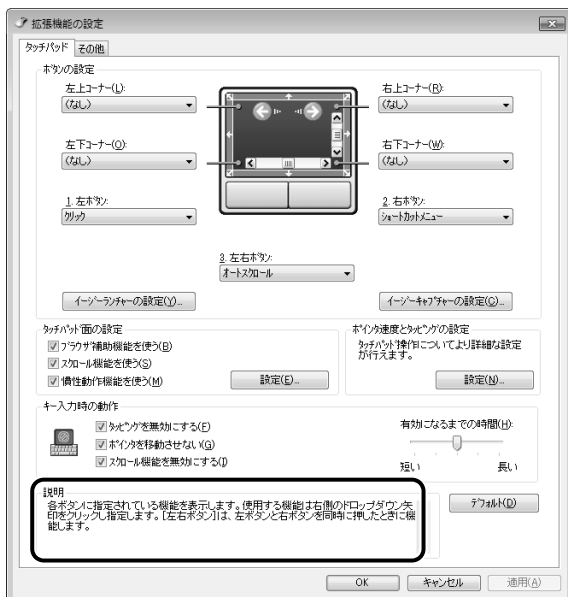 拡張機能の設定
タッチパッド その他
ボタンの設定
左上コーナー(L):
(なし)
右上コーナー(R):
(なし)
左下コーナー(O):
(なし)
右下コーナー(W):
(なし)
1. 左ボタン:
クリック
2. 右ボタン:
ショートカットメニュー
3. 左右ボタン:
オートスクロール
イージーランチャーの設定(Y)...
イージーキャプチャーの設定(C)...
タッチパッド面の設定
ブラウザ補助機能を使う(B)
スクロール機能を使う(S)
慣性動作機能を使う(M)
設定(E)...
ポインタ速度とタッピングの設定
タッチパッド操作についてより詳細な設定
が行えます。
設定(N)...
キー入力時の動作
タッピングを無効にする(F)
ポインタを移動させない(G)
スクロール機能を無効にする(I)
有効になるまでの時間(H):
短い 長い
説明
各ボタンに指定されている機能を表示します。使用する機能は右側のドロップダウン矢
印をクリックし指定します。[左右ボタン]は、左ボタンと右ボタンを同時に押したときに機
能します。
デフォルト(D)
OK キャンセル 適用(A)